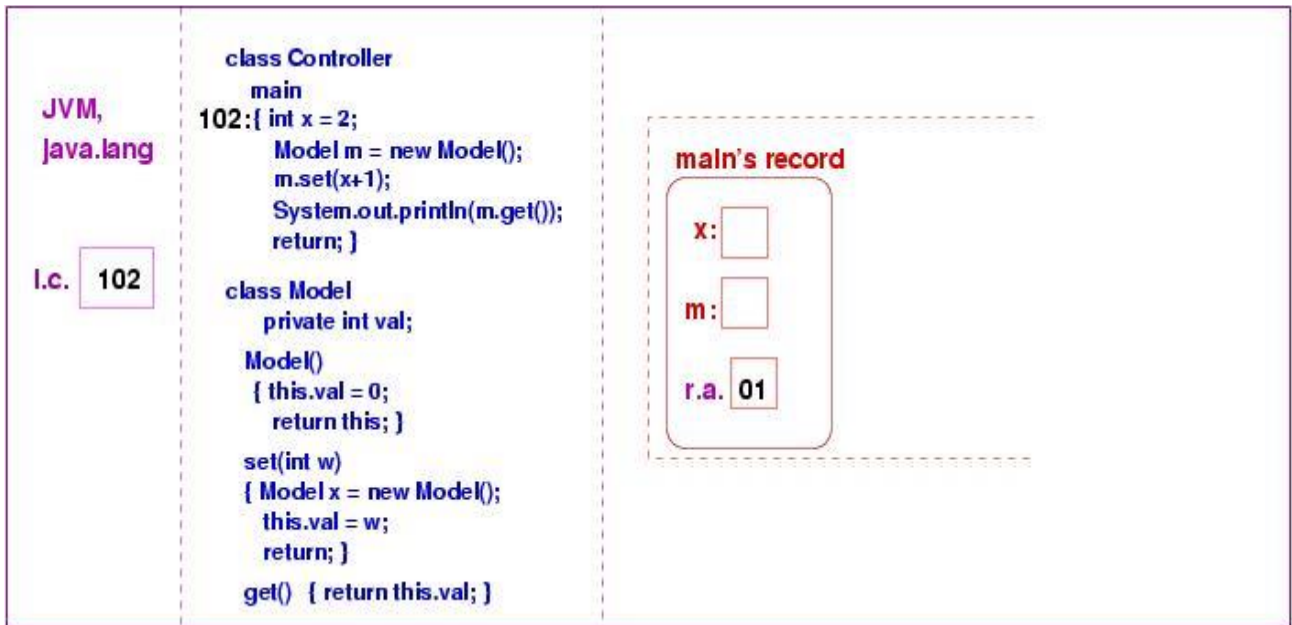 JVM,
java.lang
l.c. 102
class Controller
main
102:{ int x = 2;
Model m = new Model();
m.set(x+1);
System.out.println(m.get());
return; }
class Model
private int val;
Model()
{ this.val = 0;
return this; }
set(int w)
{ Model x = new Model();
this.val = w;
return; }
get() { return this.val; }
main's record
x:
m:
r.a. 01